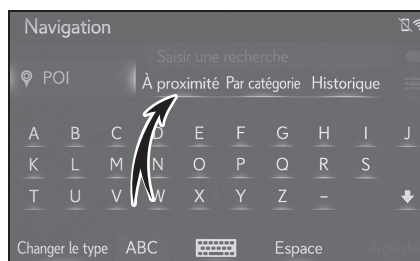 Navigation
Saisir une recherche
POI
À proximité Par catégorie Historique
A B C D E F G H I J
K L M N O P Q R S
T U V W X Y Z -
Changer le type ABC Espace